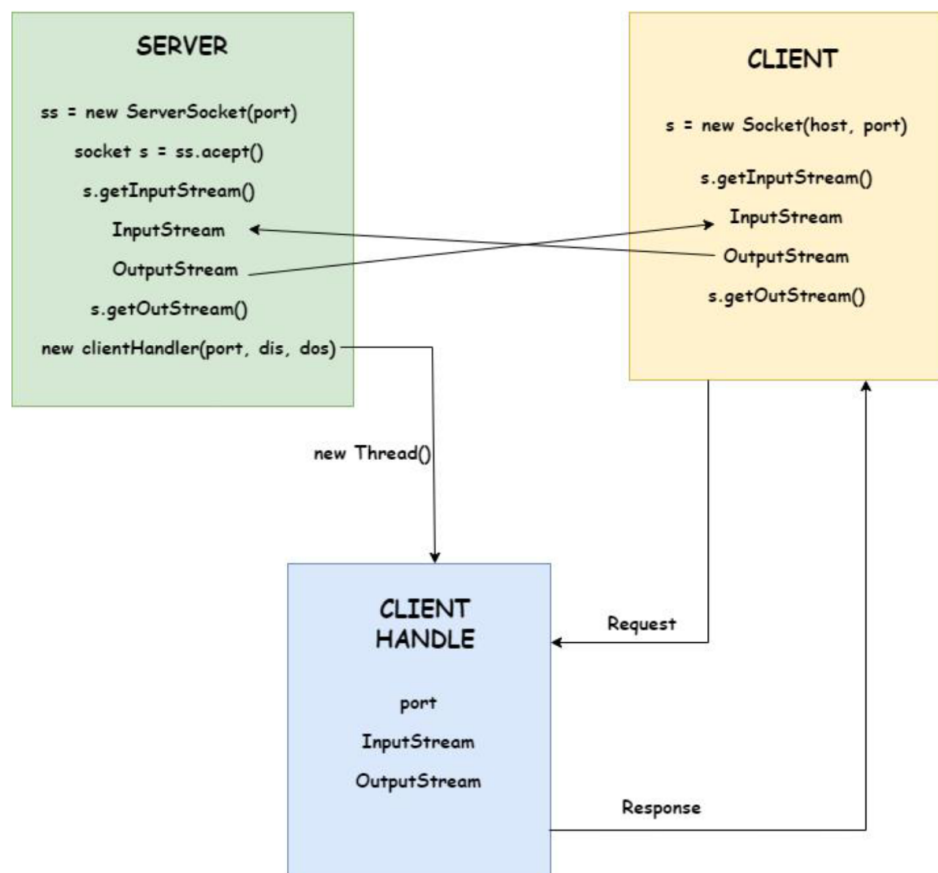 SERVER
ss = new ServerSocket(port)
socket s = ss.acept()
s.getInputStream()
InputStream
OutputStream
s.getOutStream()
new clientHandler(port, dis, dos)
CLIENT
s = new Socket(host, port)
s.getInputStream()
InputStream
OutputStream
s.getOutStream()
new Thread()
CLIENT
HANDLE
port
InputStream
OutputStream
Request
Response